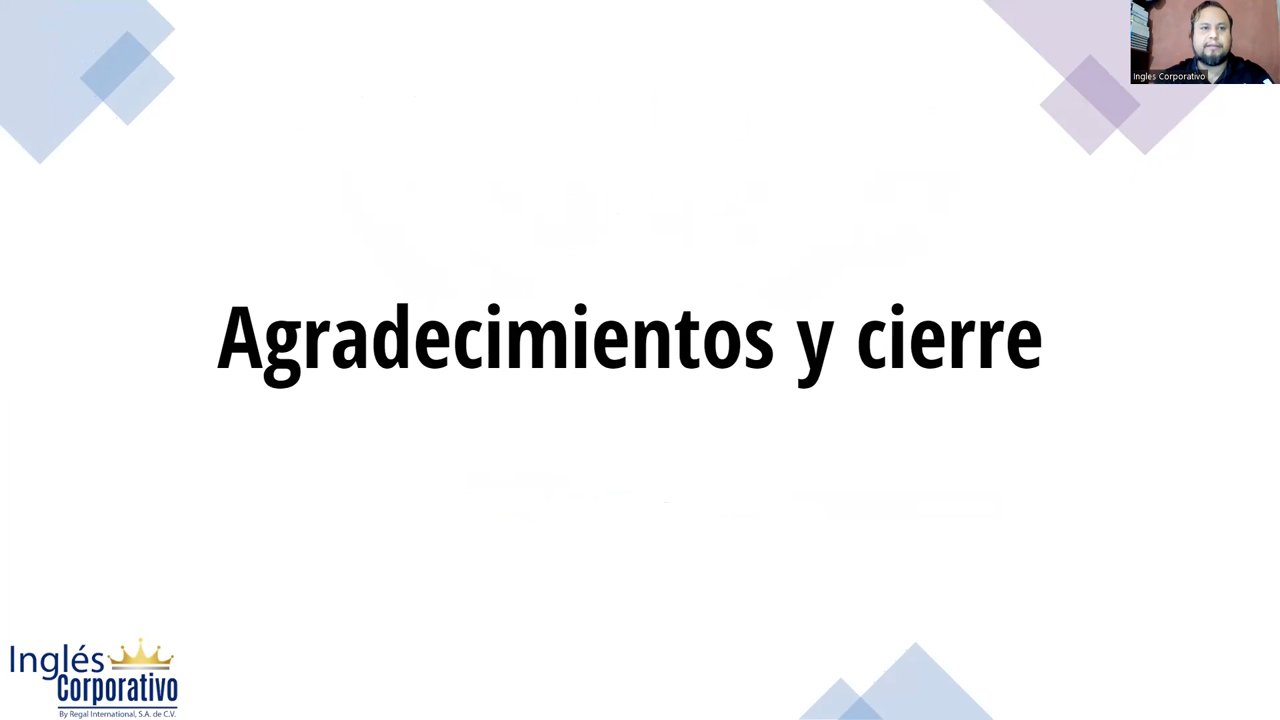 Ingles Corporativo
Agradecimientos y cierre
Inglés
Corporativo
By Regal International, S.A. de C.V.